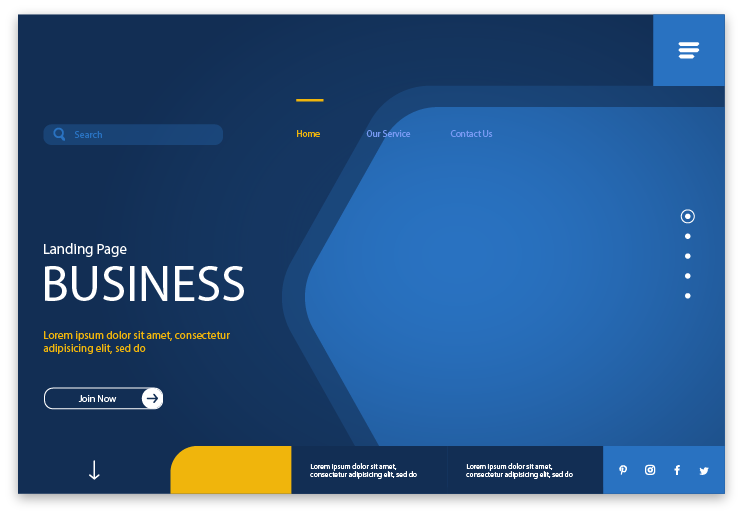 Search
Home
Our Service
Contact Us
Landing Page
BUSINESS
Lorem ipsum dolor sit amet, consectetur
adipisicing elit, sed do
Join Now
Lorem ipsum dolor sit amet,
consectetur adipisicing elit, sed do
Lorem ipsum dolor sit amet,
consectetur adipisicing elit, sed do